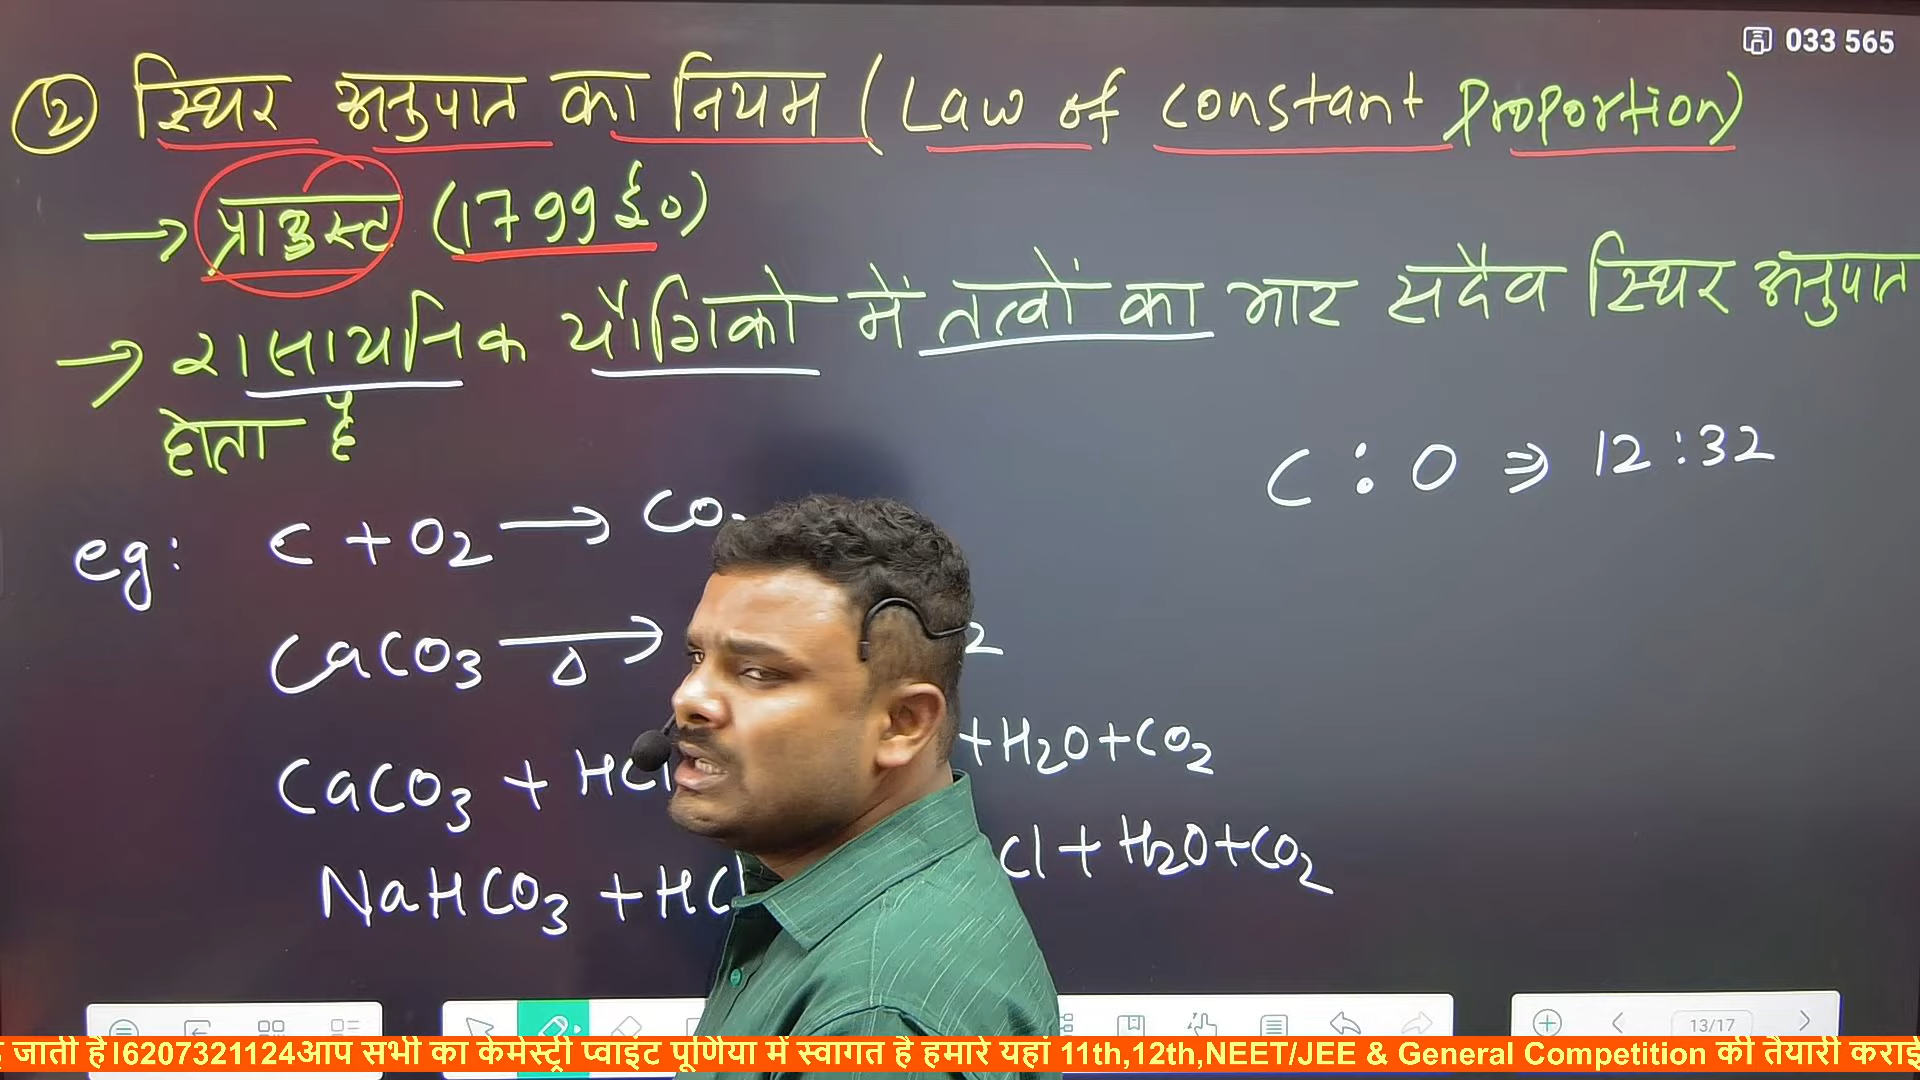 033 565
② स्थिर अनुपात का नियम (Law of constant proportion)
→ प्राउस्ट (1799 ई०)
→ रासायनिक यौगिको में तत्वों का भार सदैव स्थिर अनुपात
होता है
C : O ⇒ 12:32
eg: C + O2 → CO
CaCO3 →Δ 2
CaCO3 + HCl +H2O+CO2
NaHCO3 +HCl Cl + H2O+CO2
13/17
जाती है।6207321124आप सभी का केमेस्ट्री प्वाइंट पूर्णिया में स्वागत है हमारे यहां 11th,12th,NEET/JEE & General Competition की तैयारी कराई